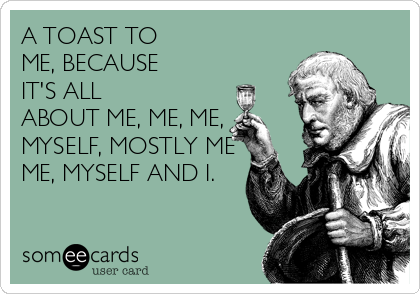 A TOAST TO
ME, BECAUSE
IT'S ALL
ABOUT ME, ME, ME,
MYSELF, MOSTLY ME
ME, MYSELF AND I.
someecards
user card